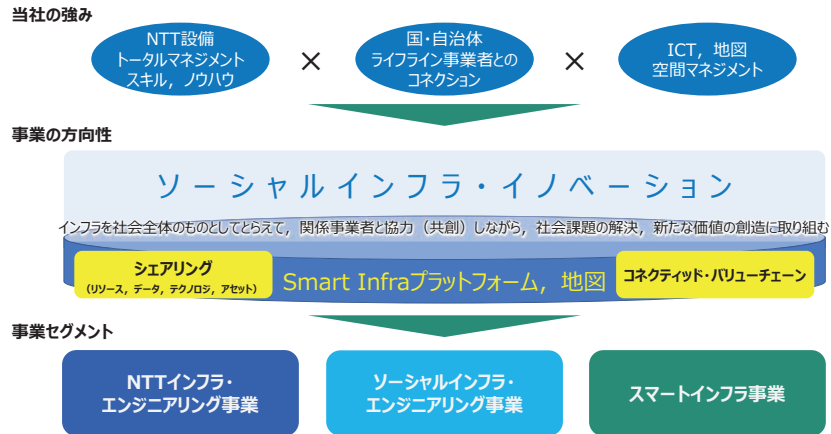 当社の強み
NTT設備
トータルマネジメント
スキル，ノウハウ
×
国・自治体
ライフライン事業者との
コネクション
×
ICT，地図
空間マネジメント
事業の方向性
ソーシャルインフラ・イノベーション
インフラを社会全体のものとしてとらえて，関係事業者と協力（共創）しながら，社会課題の解決，新たな価値の創造に取り組む
シェアリング
（リソース，データ，テクノロジ，アセット）
Smart Infraプラットフォーム，地図
コネクティッド・バリューチェーン
事業セグメント
NTTインフラ・
エンジニアリング事業
ソーシャルインフラ・
エンジニアリング事業
スマートインフラ事業